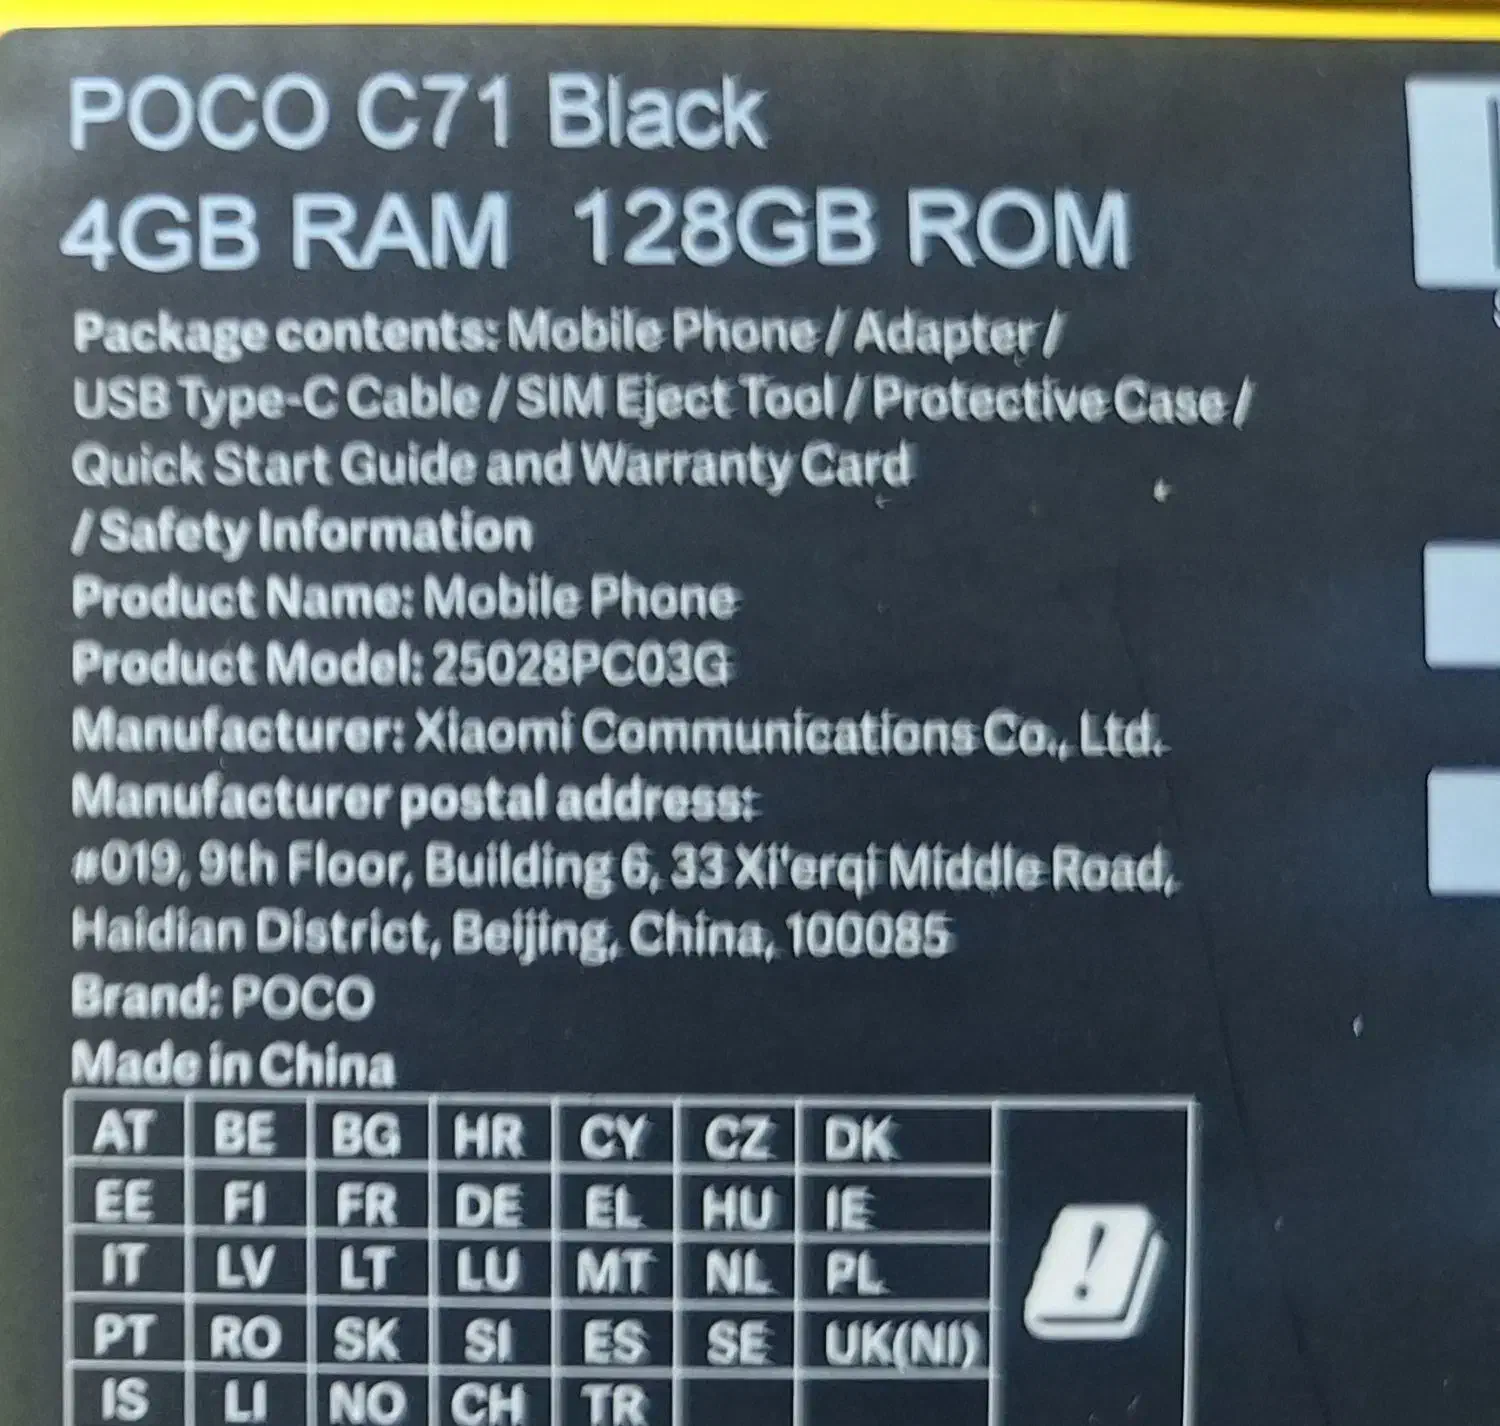 POCO C71 Black
4GB RAM 128GB ROM
Package contents: Mobile Phone / Adapter /
USB Type-C Cable / SIM Eject Tool / Protective Case /
Quick Start Guide and Warranty Card
/ Safety Information
Product Name: Mobile Phone
Product Model: 25028PC03G
Manufacturer: Xiaomi Communications Co., Ltd.
Manufacturer postal address:
#019, 9th Floor, Building 6, 33 Xi'erqi Middle Road,
Haidian District, Beijing, China, 100085
Brand: POCO
Made in China
AT BE BG HR CY CZ DK
EE FI FR DE EL HU IE
IT LV LT LU MT NL PL
PT RO SK SI ES SE UK(NI)
IS LI NO CH TR